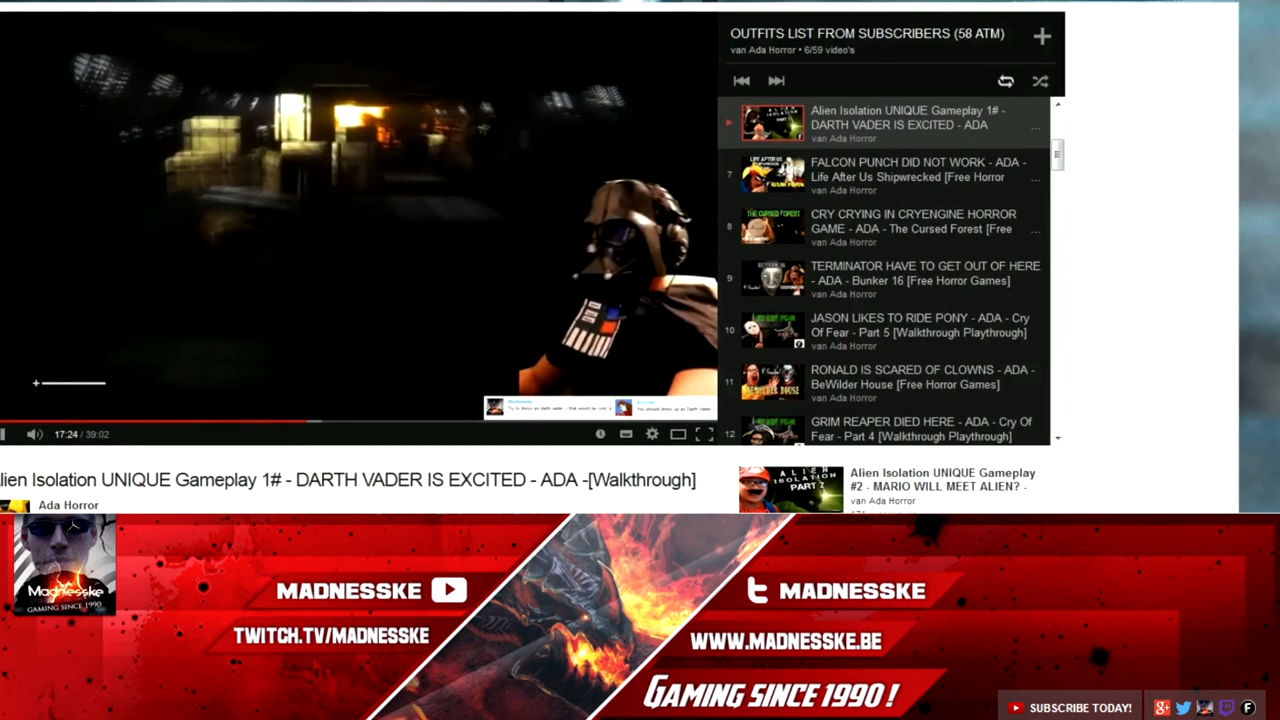 OUTFITS LIST FROM SUBSCRIBERS (58 ATM)
van Ada Horror • 6/59 video's
Alien Isolation UNIQUE Gameplay 1# -
DARTH VADER IS EXCITED - ADA
...
van Ada Horror
7
FALCON PUNCH DID NOT WORK - ADA -
Life After Us Shipwrecked [Free Horror
...
van Ada Horror
8
CRY CRYING IN CRYENGINE HORROR
GAME - ADA - The Cursed Forest [Free
...
van Ada Horror
9
TERMINATOR HAVE TO GET OUT OF HERE
- ADA - Bunker 16 [Free Horror Games]
van Ada Horror
10
JASON LIKES TO RIDE PONY - ADA - Cry
Of Fear - Part 5 [Walkthrough Playthrough]
van Ada Horror
11
RONALD IS SCARED OF CLOWNS - ADA -
BeWilder House [Free Horror Games]
van Ada Horror
12
GRIM REAPER DIED HERE - ADA - Cry Of
Fear - Part 4 [Walkthrough Playthrough]
17:24 / 39:02
lien Isolation UNIQUE Gameplay 1# - DARTH VADER IS EXCITED - ADA -[Walkthrough]
Ada Horror
ALIEN
ISOLATION
PART 2
Alien Isolation UNIQUE Gameplay
#2 - MARIO WILL MEET ALIEN? -
van Ada Horror
Madnesske
GAMING SINCE 1990
MADNESSKE
TWITCH.TV/MADNESSKE
MADNESSKE
WWW.MADNESSKE.BE
GAMING SINCE 1990 !
SUBSCRIBE TODAY!